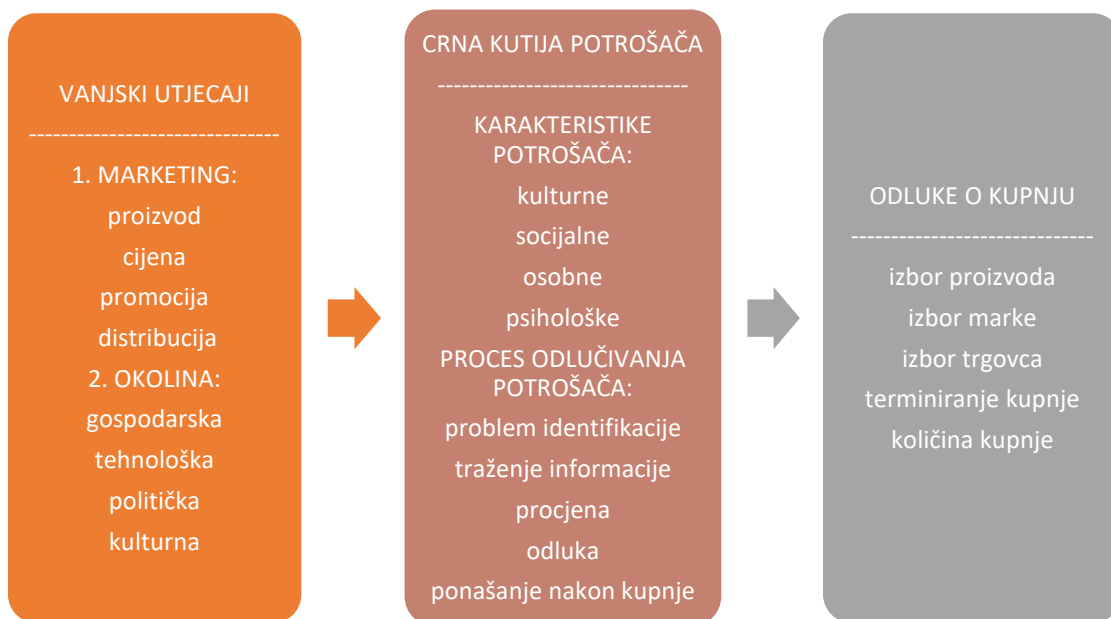 VANJSKI UTJECAJI
-------------------------------
1. MARKETING:
proizvod
cijena
promocija
distribucija
2. OKOLINA:
gospodarska
tehnološka
politička
kulturna
CRNA KUTIJA POTROŠAČA
-------------------------------
KARAKTERISTIKE
POTROŠAČA:
kulturne
socijalne
osobne
psihološke
PROCES ODLUČIVANJA
POTROŠAČA:
problem identifikacije
traženje informacije
procjena
odluka
ponašanje nakon kupnje
ODLUKE O KUPNJU
------------------------------
izbor proizvoda
izbor marke
izbor trgovca
terminiranje kupnje
količina kupnje